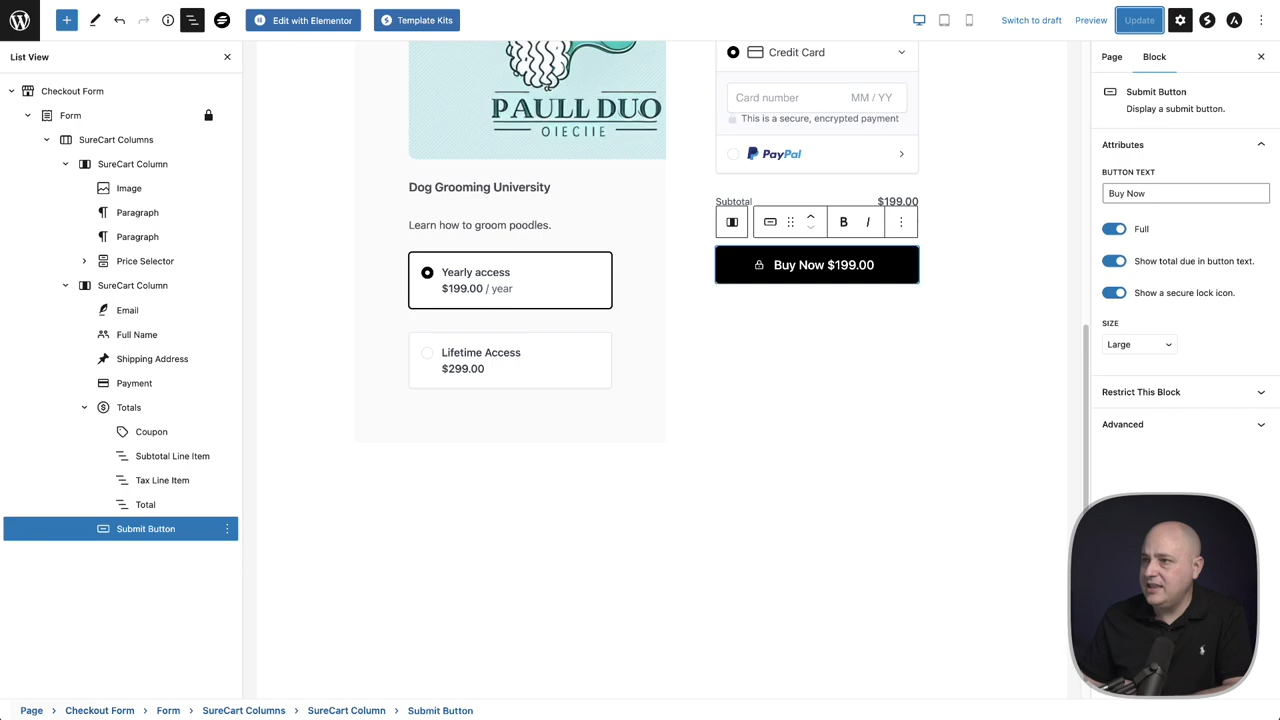 Edit with Elementor
Template Kits
Switch to draft
Preview
Update
List View
Checkout Form
Form
SureCart Columns
SureCart Column
Image
Paragraph
Paragraph
Price Selector
SureCart Column
Email
Full Name
Shipping Address
Payment
Totals
Coupon
Subtotal Line Item
Tax Line Item
Total
Submit Button
PAULL DUO
OIECIIE
Dog Grooming University
Learn how to groom poodles.
Yearly access
$199.00 / year
Lifetime Access
$299.00
Credit Card
Card number MM / YY
This is a secure, encrypted payment
PayPal
Subtotal $199.00
B I
Buy Now $199.00
Page Block
Submit Button
Display a submit button.
Attributes
BUTTON TEXT
Buy Now
Full
Show total due in button text.
Show a secure lock icon.
SIZE
Large
Restrict This Block
Advanced
Page > Checkout Form > Form > SureCart Columns > SureCart Column > Submit Button